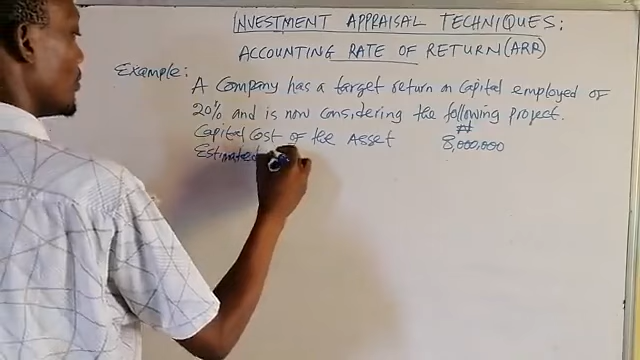 INVESTMENT APPRAISAL TECHNIQUES:
ACCOUNTING RATE OF RETURN (ARR)
Example:
A Company has a target return on Capital employed of
20% and is now considering the following project.
₦
Capital Cost of the Asset 8,000,000
Estimated